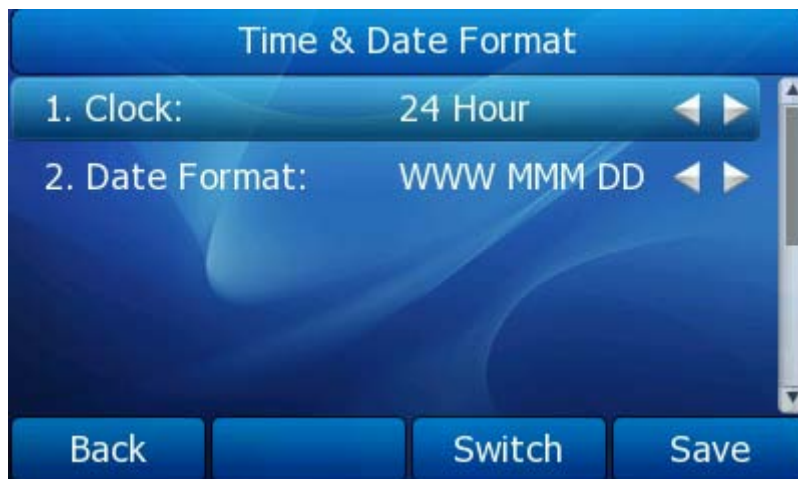 Time & Date Format
1. Clock: 24 Hour
2. Date Format: WWW MMM DD
Back Switch Save